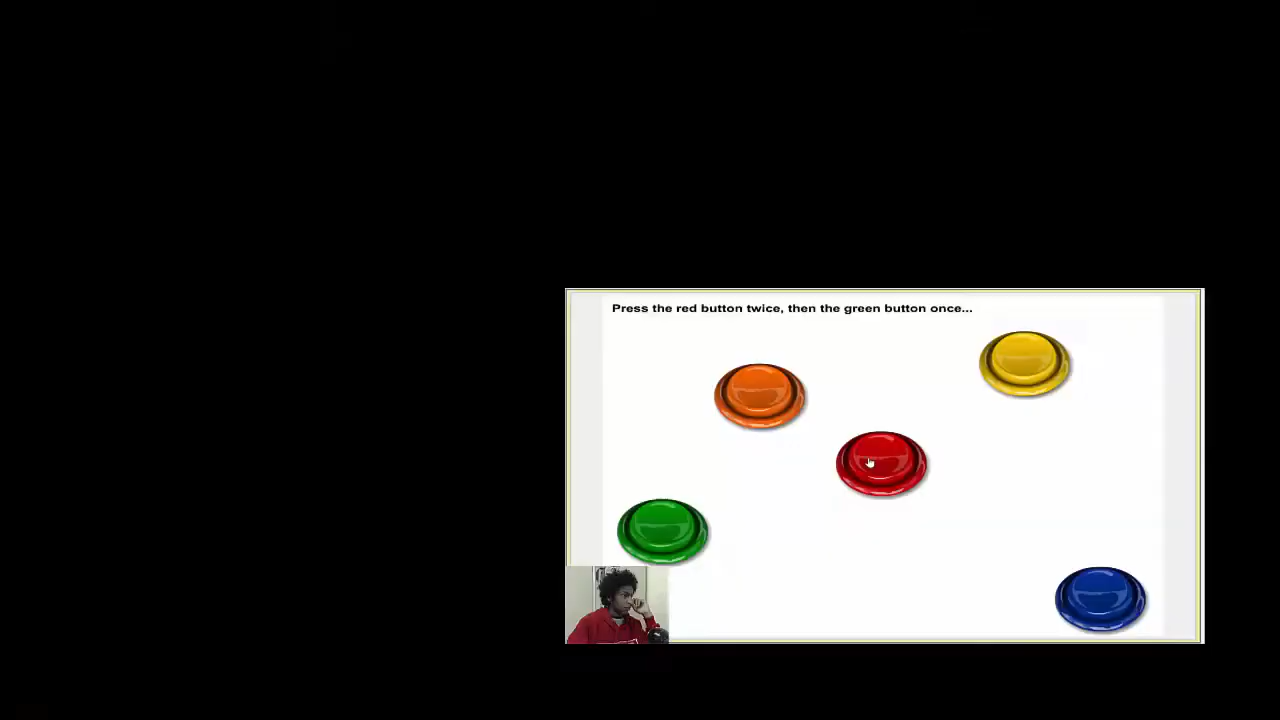 Press the red button twice, then the green button once...